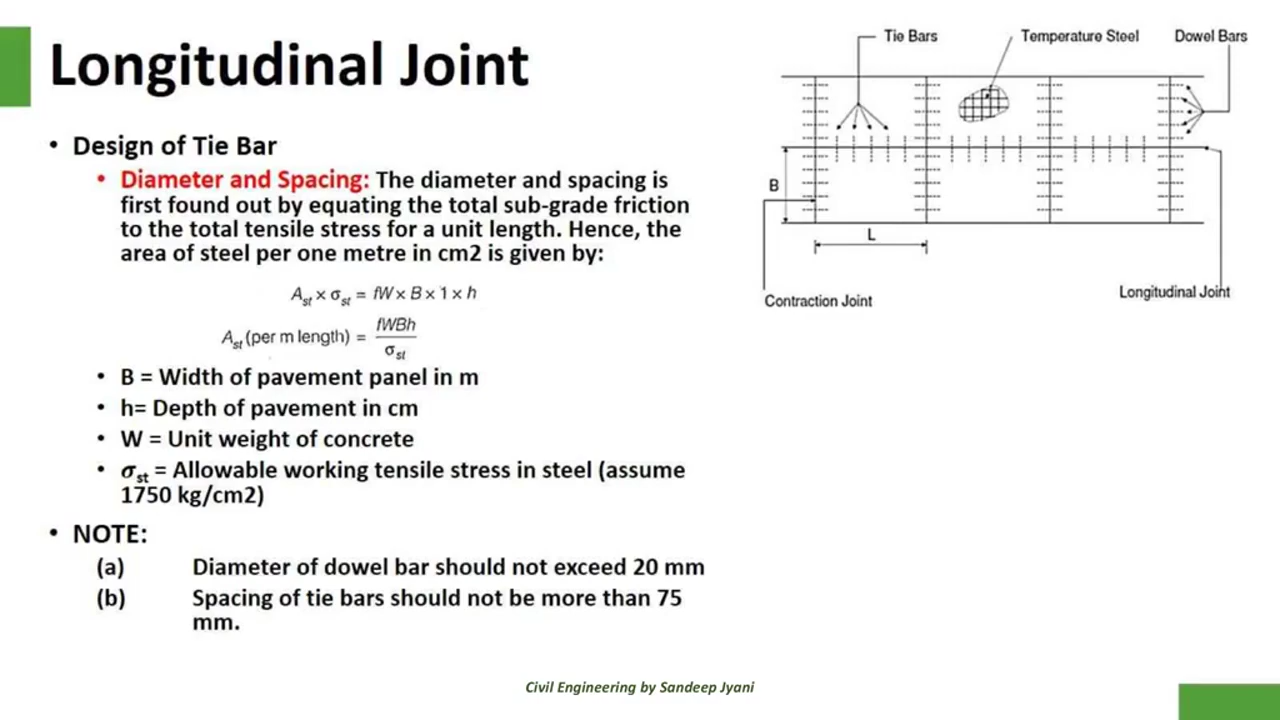 Longitudinal Joint
• Design of Tie Bar
• Diameter and Spacing: The diameter and spacing is
first found out by equating the total sub-grade friction
to the total tensile stress for a unit length. Hence, the
area of steel per one metre in cm2 is given by:
A_st × σ_st = fW × B × 1 × h
A_st (per m length) = fWBh / σ_st
• B = Width of pavement panel in m
• h= Depth of pavement in cm
• W = Unit weight of concrete
• σ_st = Allowable working tensile stress in steel (assume
1750 kg/cm2)
• NOTE:
(a) Diameter of dowel bar should not exceed 20 mm
(b) Spacing of tie bars should not be more than 75
mm.
Tie Bars
Temperature Steel
Dowel Bars
B
L
Contraction Joint
Longitudinal Joint
Civil Engineering by Sandeep Jyani